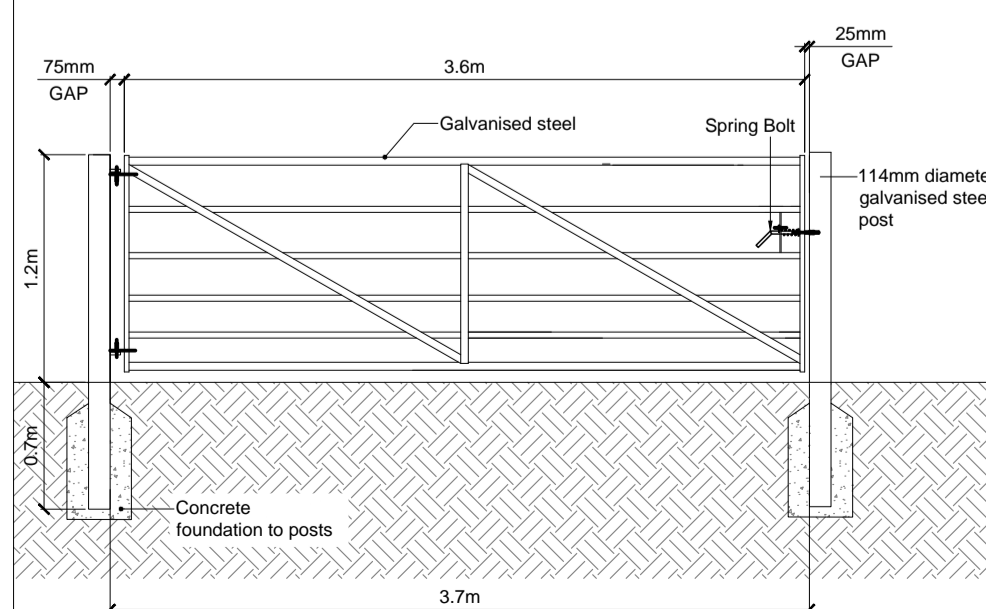 25mm
GAP
75mm
GAP
3.6m
Galvanised steel
Spring Bolt
114mm diamete
galvanised stee
post
1.2m
0.7m
Concrete
foundation to posts
3.7m